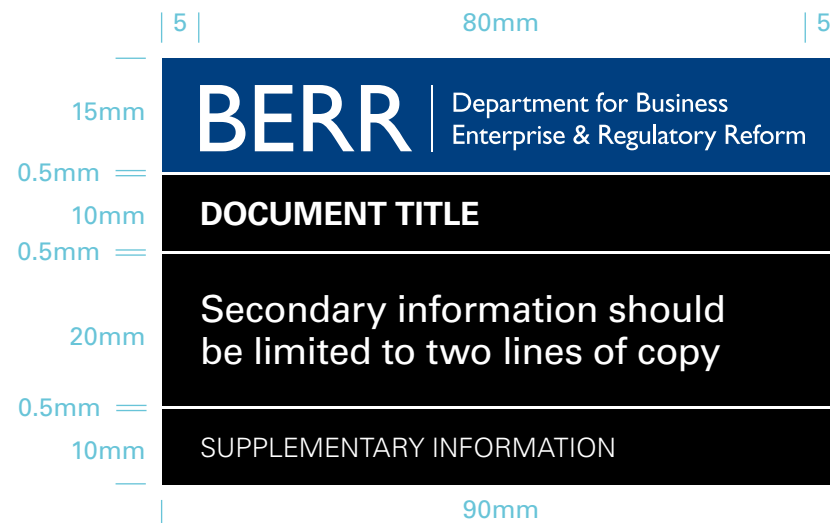 5 80mm 5
15mm
BERR
Department for Business
Enterprise & Regulatory Reform
0.5mm
10mm
DOCUMENT TITLE
0.5mm
20mm
Secondary information should
be limited to two lines of copy
0.5mm
10mm
SUPPLEMENTARY INFORMATION
90mm